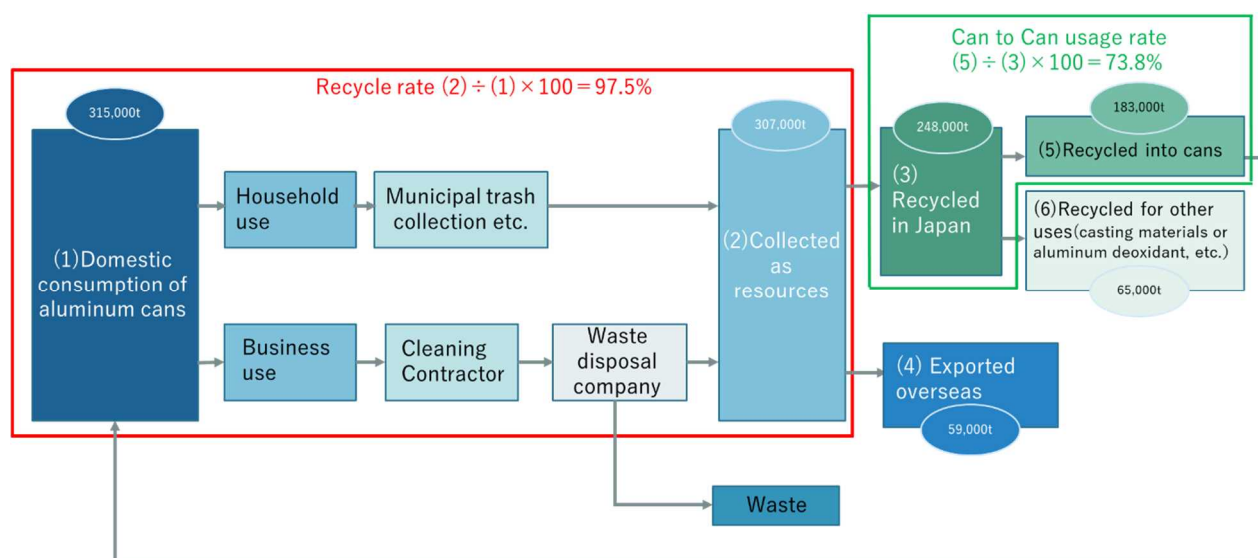 Can to Can usage rate
(5) ÷ (3) × 100 = 73.8%
Recycle rate (2) ÷ (1) × 100 = 97.5%
315,000t
(1)Domestic
consumption of
aluminum cans
Household
use
Municipal trash
collection etc.
Business
use
Cleaning
Contractor
Waste
disposal
company
Waste
307,000t
(2)Collected
as
resources
248,000t
(3)
Recycled
in Japan
183,000t
(5)Recycled into cans
(6)Recycled for other
uses(casting materials or
aluminum deoxidant, etc.)
65,000t
(4) Exported
overseas
59,000t